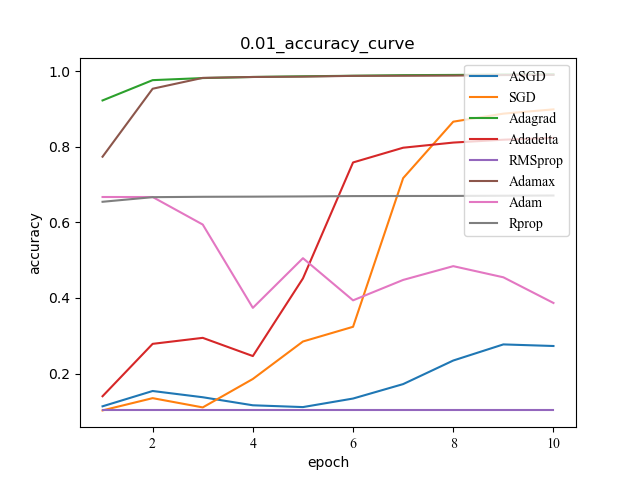 0.01_accuracy_curve
accuracy
1.0
0.8
0.6
0.4
0.2
ASGD
SGD
Adagrad
Adadelta
RMSprop
Adamax
Adam
Rprop
2
4
6
8
10
epoch